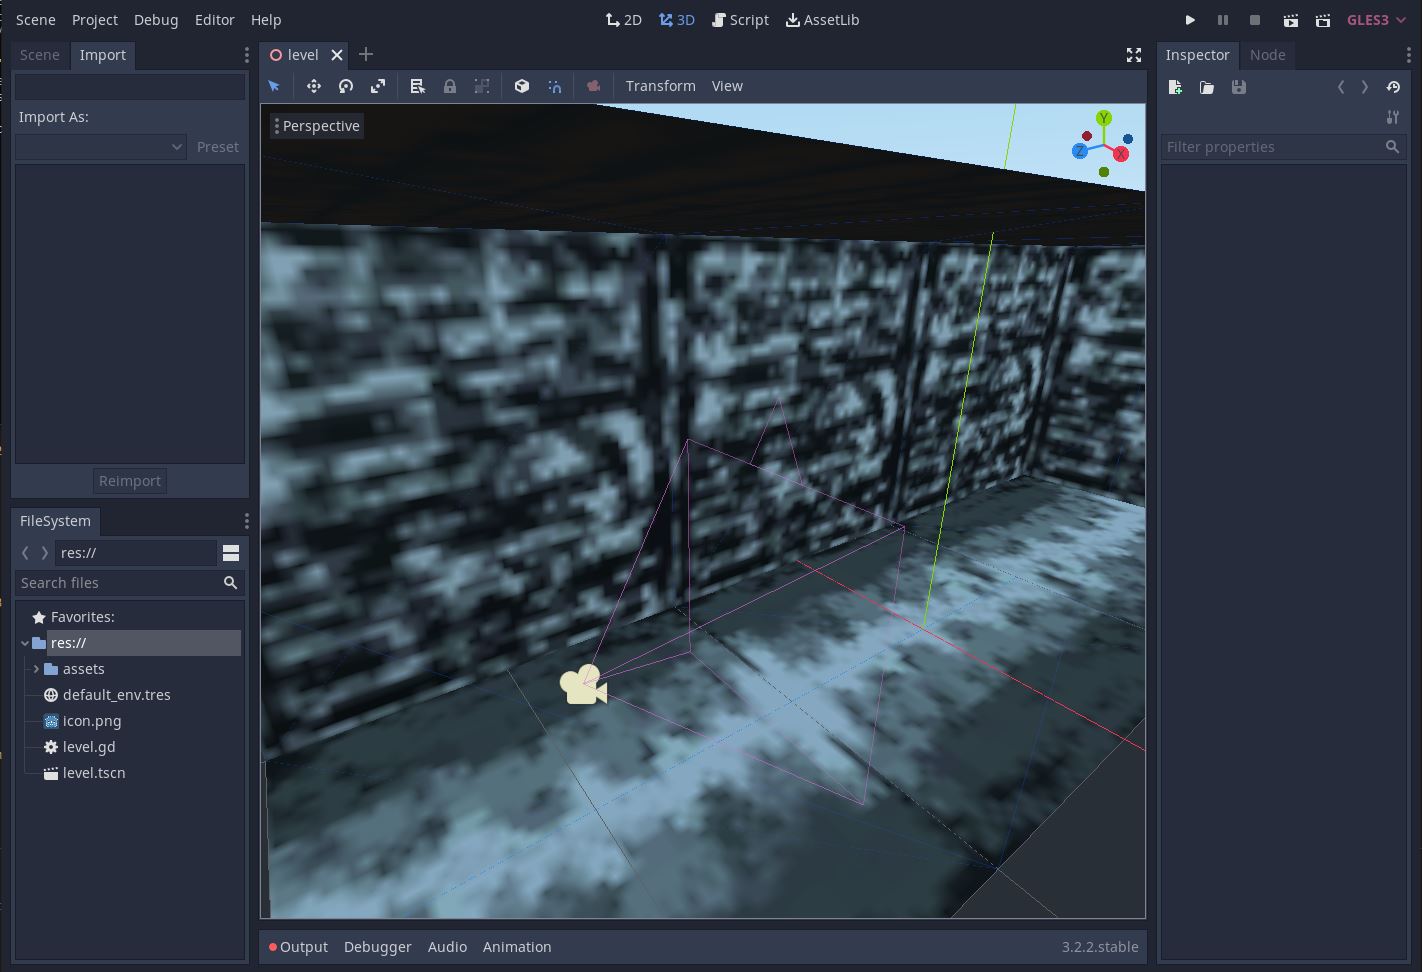 Scene Project Debug Editor Help
2D 3D Script AssetLib
GLES3
Scene Import
Import As:
Preset
Reimport
FileSystem
res://
Search files
Favorites:
res://
assets
default_env.tres
icon.png
level.gd
level.tscn
level
Transform View
Perspective
Y
Z X
Output Debugger Audio Animation 3.2.2.stable
Inspector Node
Filter properties